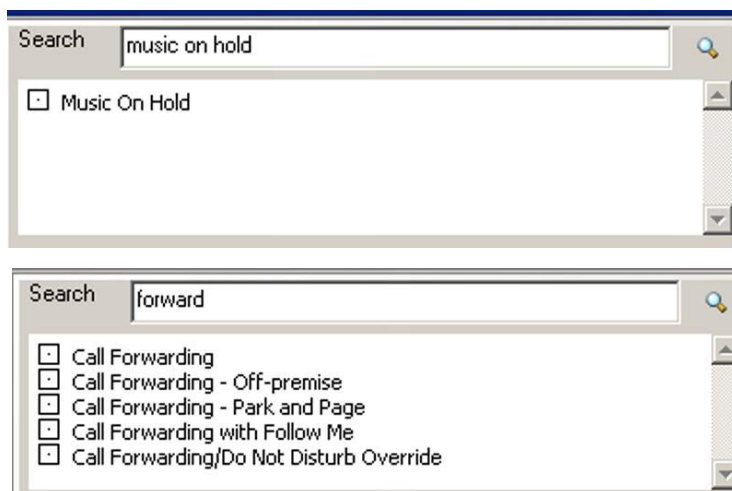 Search music on hold
Music On Hold
Search forward
Call Forwarding
Call Forwarding - Off-premise
Call Forwarding - Park and Page
Call Forwarding with Follow Me
Call Forwarding/Do Not Disturb Override